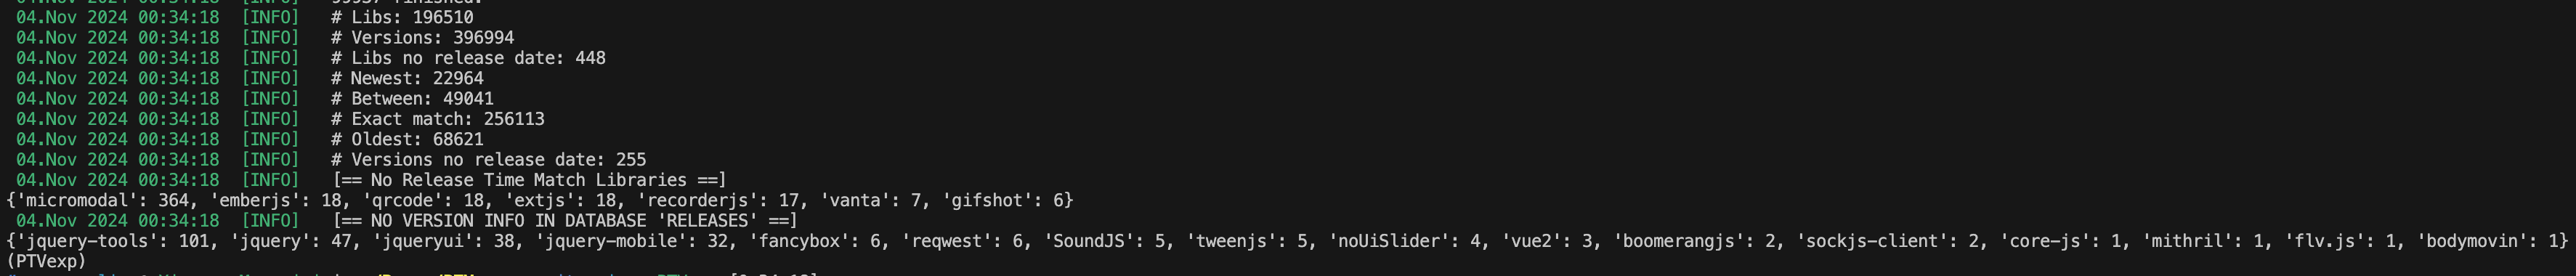 99937 finished.
04.Nov 2024 00:34:18 [INFO] # Libs: 196510
04.Nov 2024 00:34:18 [INFO] # Versions: 396994
04.Nov 2024 00:34:18 [INFO] # Libs no release date: 448
04.Nov 2024 00:34:18 [INFO] # Newest: 22964
04.Nov 2024 00:34:18 [INFO] # Between: 49041
04.Nov 2024 00:34:18 [INFO] # Exact match: 256113
04.Nov 2024 00:34:18 [INFO] # Oldest: 68621
04.Nov 2024 00:34:18 [INFO] # Versions no release date: 255
04.Nov 2024 00:34:18 [INFO] [== No Release Time Match Libraries ==]
{'micromodal': 364, 'emberjs': 18, 'qrcode': 18, 'extjs': 18, 'recorderjs': 17, 'vanta': 7, 'gifshot': 6}
04.Nov 2024 00:34:18 [INFO] [== NO VERSION INFO IN DATABASE 'RELEASES' ==]
{'jquery-tools': 101, 'jquery': 47, 'jqueryui': 38, 'jquery-mobile': 32, 'fancybox': 6, 'reqwest': 6, 'SoundJS': 5, 'tweenjs': 5, 'noUiSlider': 4, 'vue2': 3, 'boomerangjs': 2, 'sockjs-client': 2, 'core-js': 1, 'mithril': 1, 'flv.js': 1, 'bodymovin': 1}
(PTVexp)